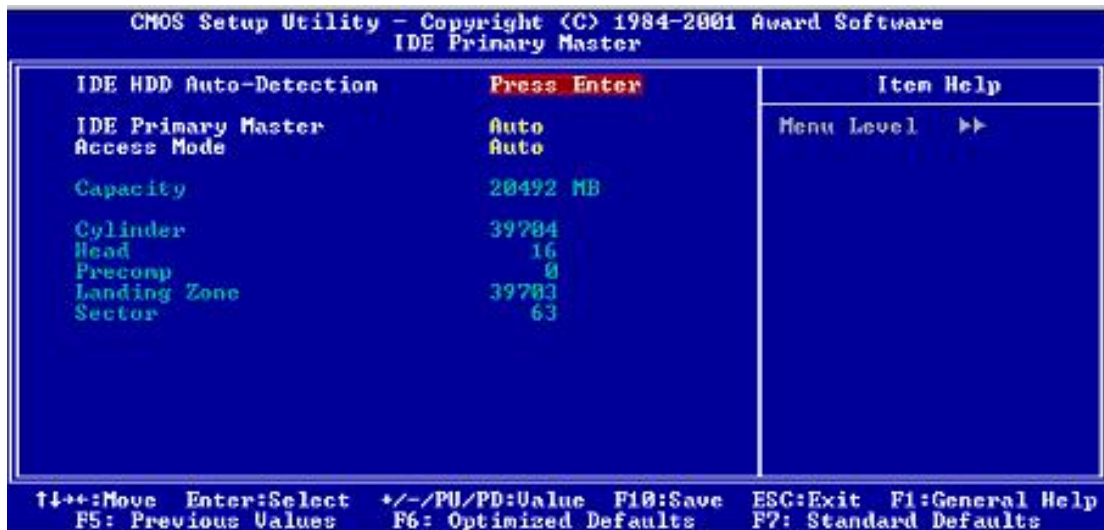 CMOS Setup Utility - Copyright (C) 1984-2001 Award Software
IDE Primary Master
IDE HDD Auto-Detection Press Enter
IDE Primary Master Auto
Access Mode Auto
Capacity 20492 MB
Cylinder 39704
Head 16
Precomp 0
Landing Zone 39703
Sector 63
Item Help
Menu Level ▶▶
↑↓→←:Move Enter:Select +/-/PU/PD:Value F10:Save ESC:Exit F1:General Help
F5: Previous Values F6: Optimized Defaults F7: Standard Defaults